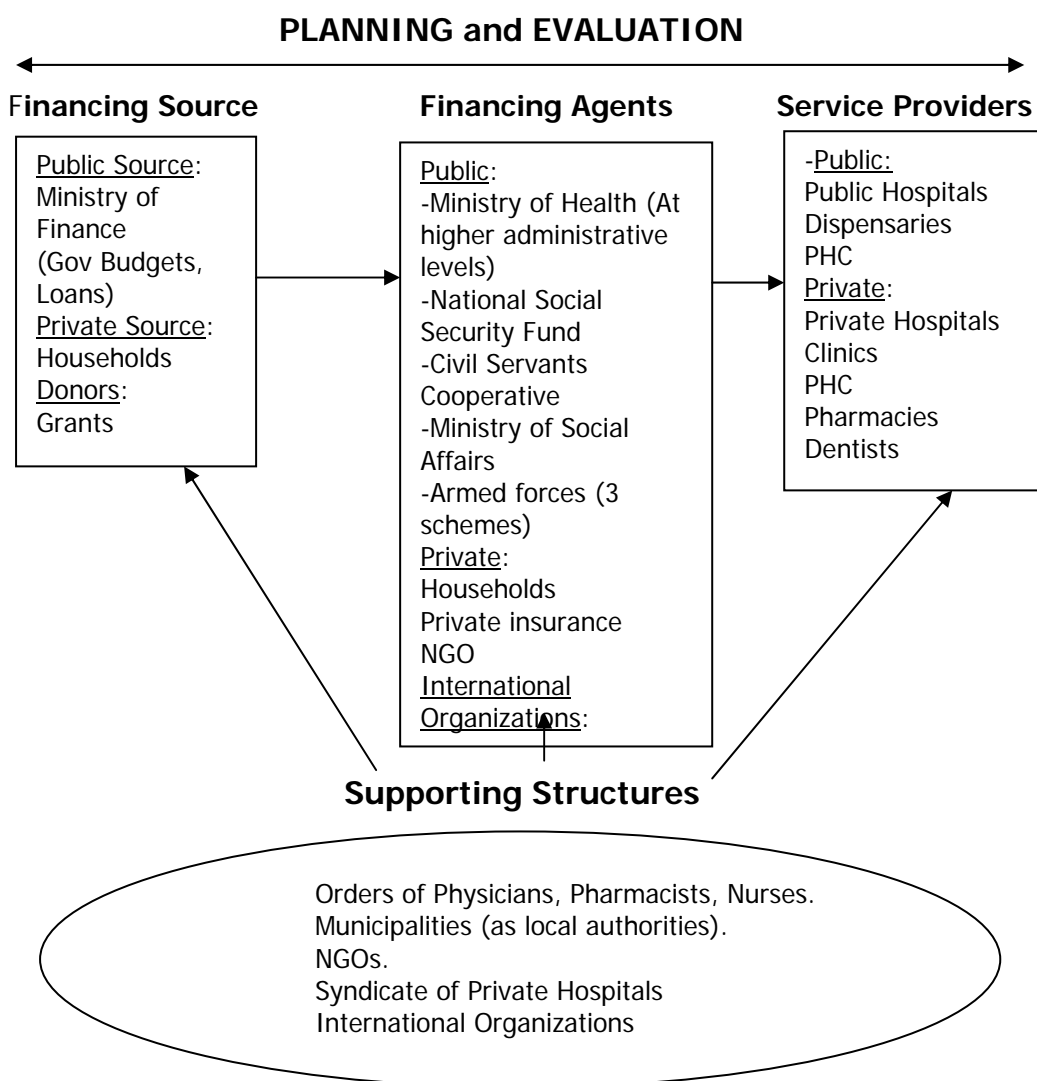 PLANNING and EVALUATION
Financing Source
Public Source:
Ministry of
Finance
(Gov Budgets,
Loans)
Private Source:
Households
Donors:
Grants
Financing Agents
Public:
-Ministry of Health (At
higher administrative
levels)
-National Social
Security Fund
-Civil Servants
Cooperative
-Ministry of Social
Affairs
-Armed forces (3
schemes)
Private:
Households
Private insurance
NGO
International
Organizations:
Service Providers
-Public:
Public Hospitals
Dispensaries
PHC
Private:
Private Hospitals
Clinics
PHC
Pharmacies
Dentists
Supporting Structures
Orders of Physicians, Pharmacists, Nurses.
Municipalities (as local authorities).
NGOs.
Syndicate of Private Hospitals
International Organizations